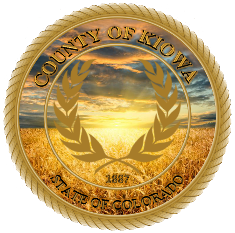 COUNTY OF KIOWA
1887
STATE OF COLORADO